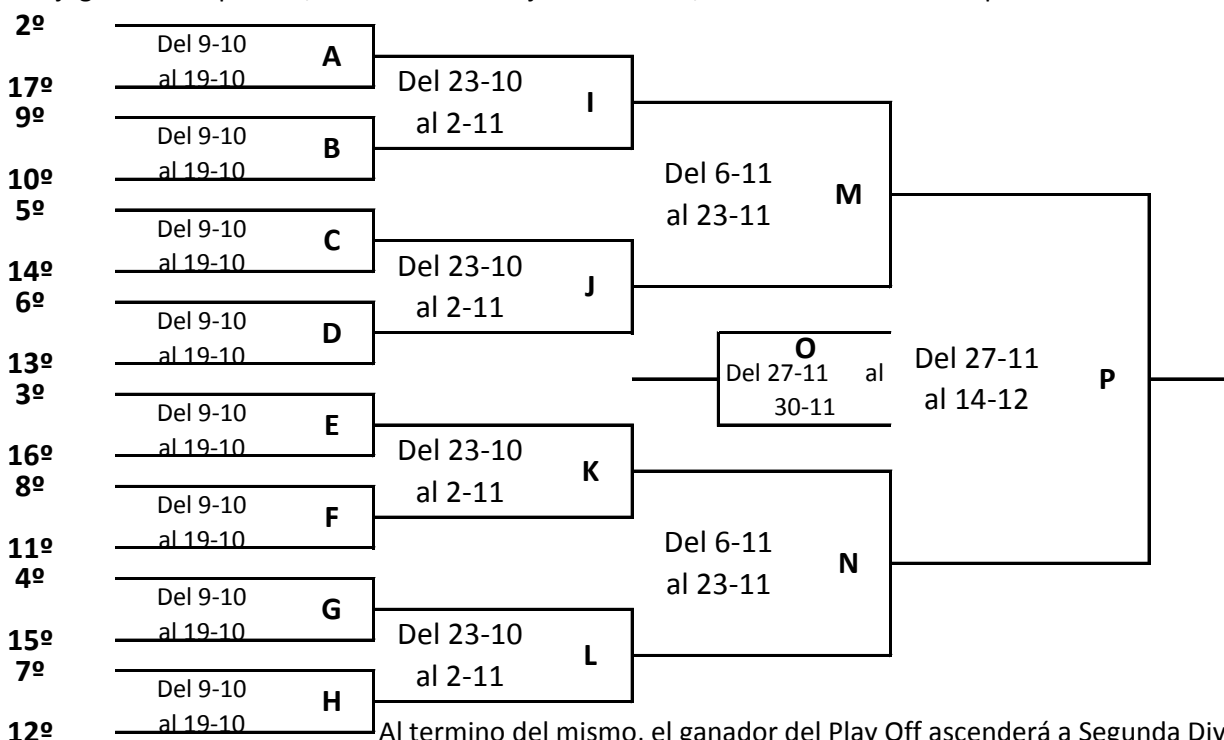 2º
Del 9-10
al 19-10
A
17º
9º
Del 9-10
al 19-10
B
10º
5º
Del 9-10
al 19-10
C
14º
6º
Del 9-10
al 19-10
D
13º
3º
Del 9-10
al 19-10
E
16º
8º
Del 9-10
al 19-10
F
11º
4º
Del 9-10
al 19-10
G
15º
7º
Del 9-10
al 19-10
H
12º
Del 23-10
al 2-11
I
Del 23-10
al 2-11
J
Del 23-10
al 2-11
K
Del 23-10
al 2-11
L
Del 6-11
al 23-11
M
Del 6-11
al 23-11
N
O
Del 27-11 al
30-11
Del 27-11
al 14-12
P
Al termino del mismo, el ganador del Play Off ascenderá a Segunda Div